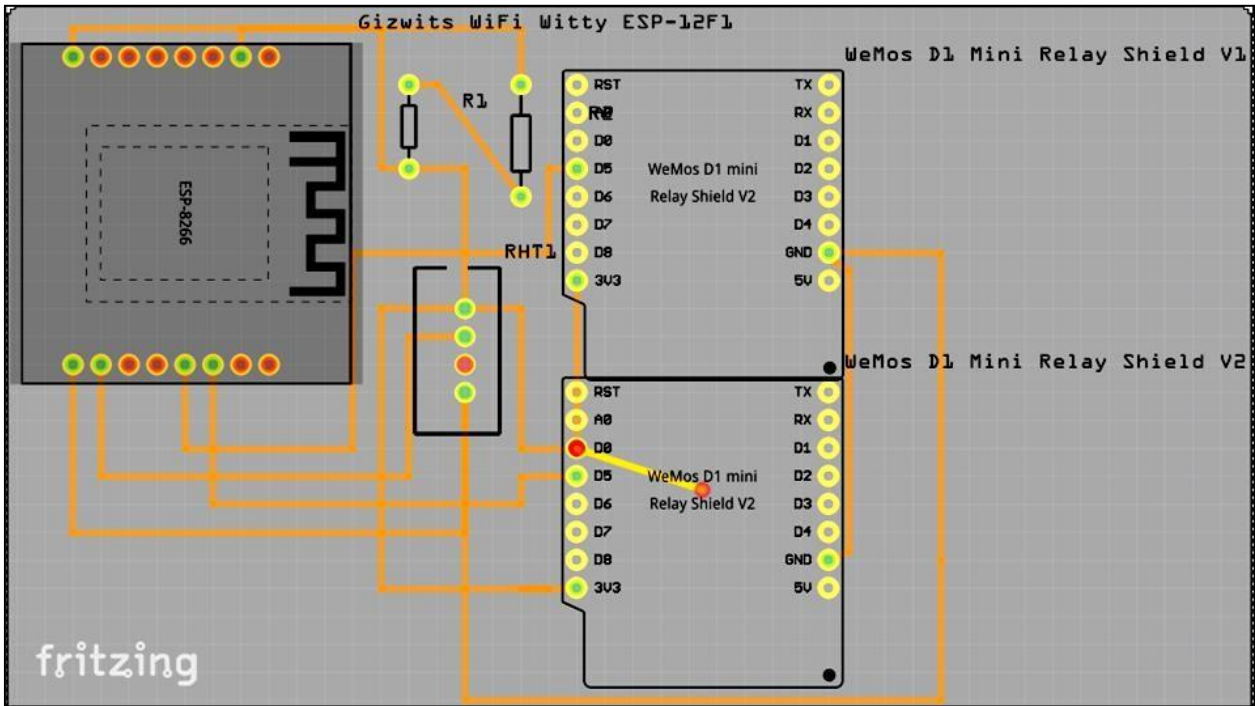 Gizwits WiFi Witty ESP-12F1
WeMos D1 Mini Relay Shield V1
R1
ESP-8266
RST
TX
RX
D0
D1
D5
WeMos D1 mini
D2
D6
Relay Shield V2
D3
D7
D4
RHT1
D8
GND
3V3
5V
WeMos D1 Mini Relay Shield V2
RST
TX
A0
RX
D0
D1
D5
WeMos D1 mini
D2
D6
Relay Shield V2
D3
D7
D4
D8
GND
3V3
5V
fritzing